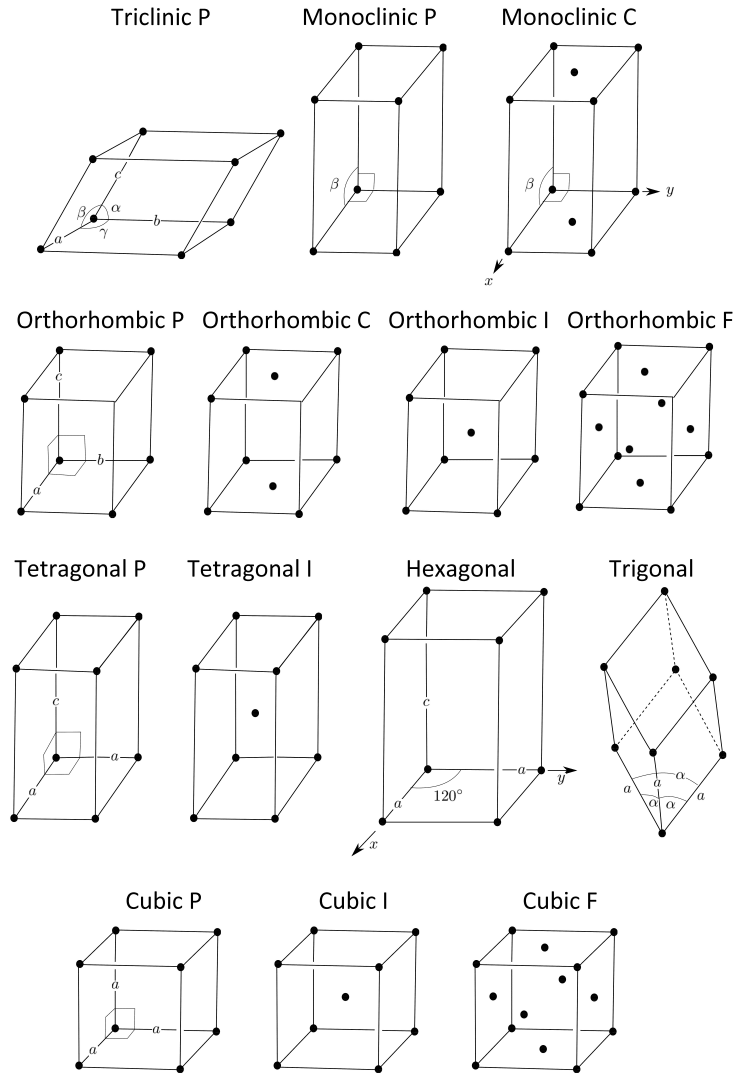 Triclinic P Monoclinic P Monoclinic C
c
β α
b
a γ
β
β y
x
Orthorhombic P Orthorhombic C Orthorhombic I Orthorhombic F
c
b
a
Tetragonal P Tetragonal I Hexagonal Trigonal
c
a
a
c
a
y
120°
a
x
α
a a
α α a
Cubic P Cubic I Cubic F
a
a
a